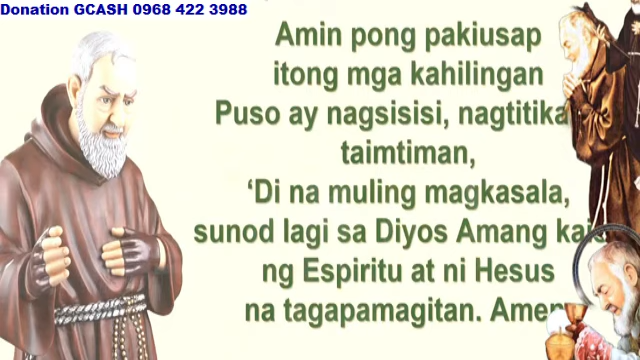 Donation GCASH 0968 422 3988
Amin pong pakiusap
itong mga kahilingan
Puso ay nagsisisi, nagtitika
taimtiman,
‘Di na muling magkasala,
sunod lagi sa Diyos Amang
ng Espiritu at ni Hesus
na tagapamagitan. Amen